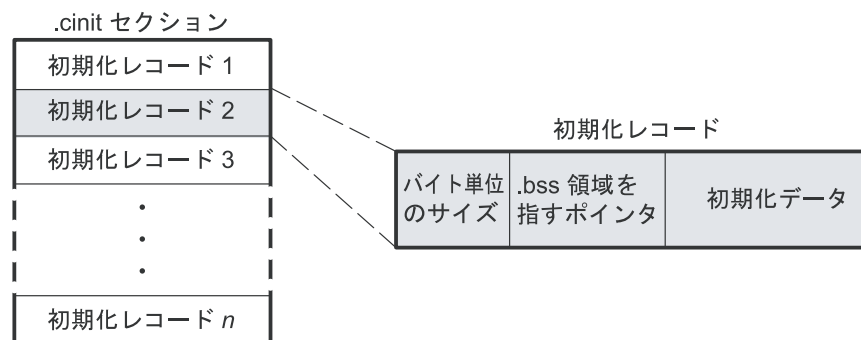 .cinit セクション
初期化レコード 1
初期化レコード 2
初期化レコード 3
初期化レコード n
初期化レコード
バイト単位
のサイズ
.bss 領域を
指すポインタ
初期化データ